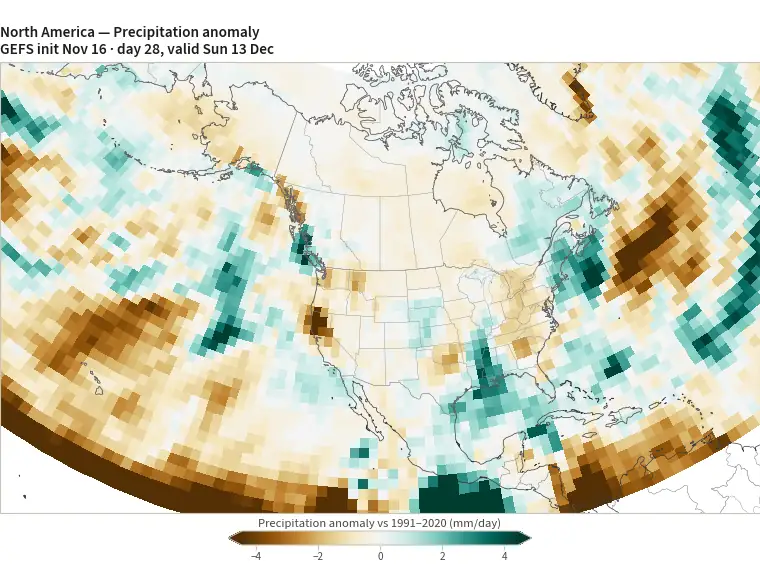 North America — Precipitation anomaly
GEFS init Nov 16 · day 28, valid Sun 13 Dec
Precipitation anomaly vs 1991–2020 (mm/day)
−4 −2 0 2 4